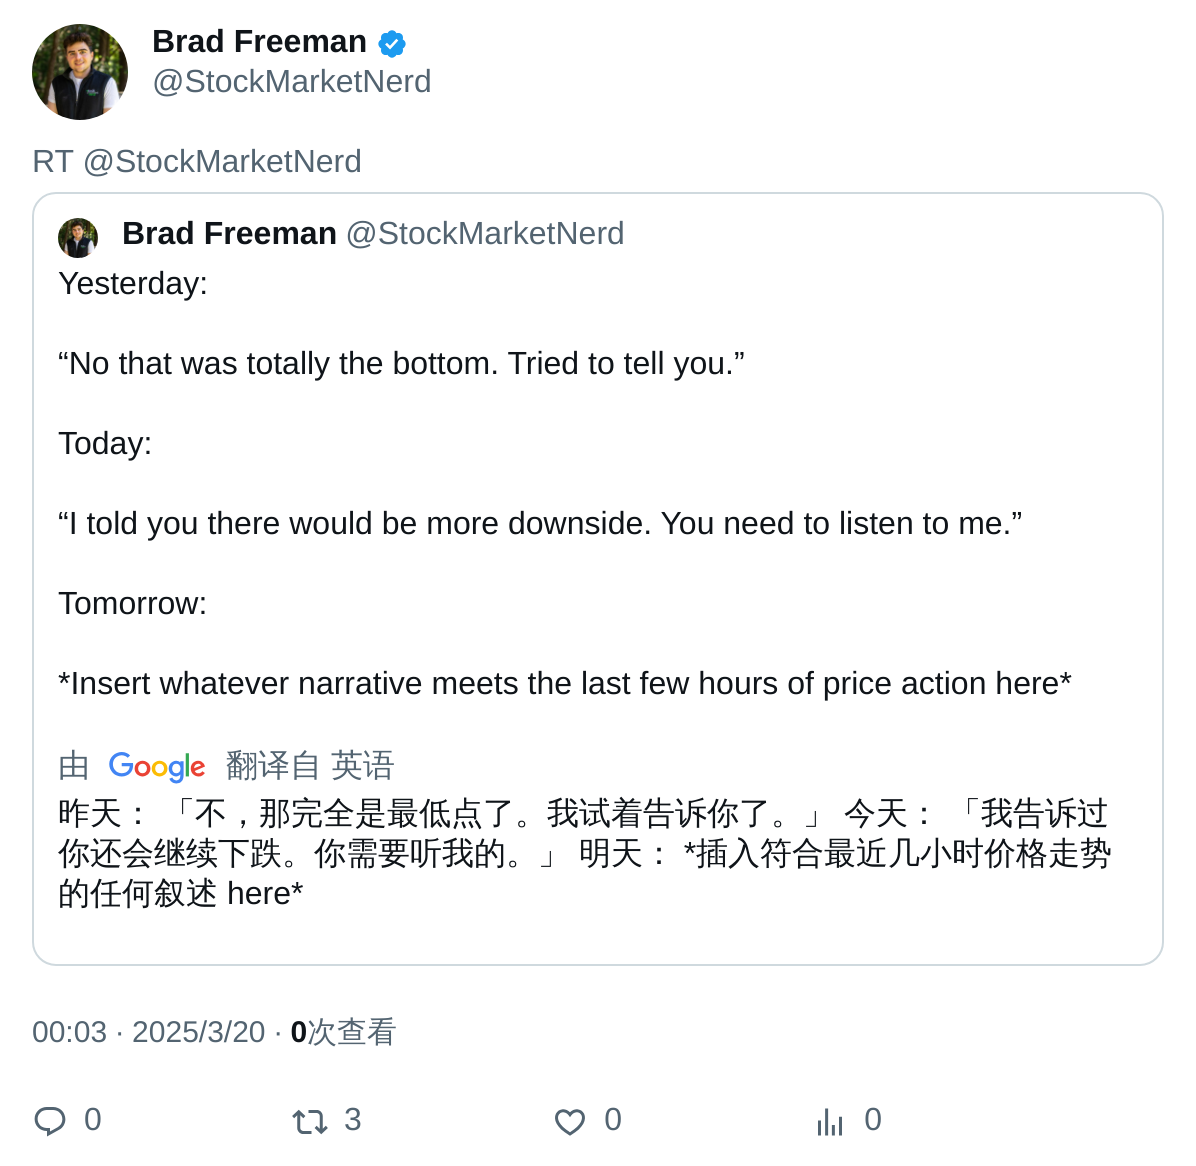 Brad Freeman
@StockMarketNerd
RT @StockMarketNerd
Brad Freeman @StockMarketNerd
Yesterday:
“No that was totally the bottom. Tried to tell you.”
Today:
“I told you there would be more downside. You need to listen to me.”
Tomorrow:
*Insert whatever narrative meets the last few hours of price action here*
由 Google 翻译自 英语
昨天： 「不，那完全是最低点了。我试着告诉你了。」 今天： 「我告诉过
你还会继续下跌。你需要听我的。」 明天： *插入符合最近几小时价格走势
的任何叙述 here*
00:03 · 2025/3/20 · 0次查看
0 3 0 0